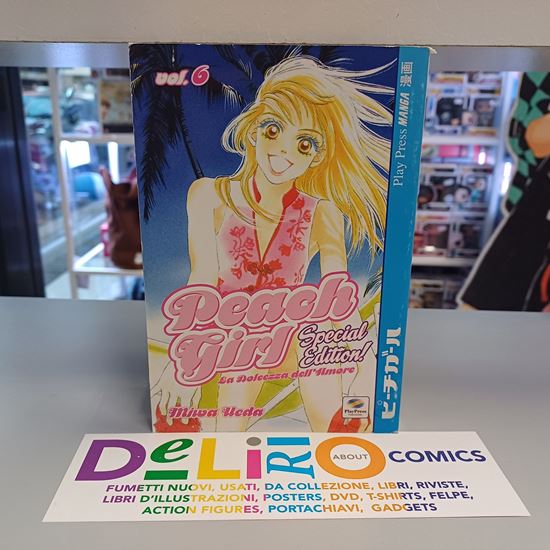 vol. 6
Play Press MANGA 漫画
Peach
Girl
Special
Edition!
La Dolcezza dell'Amore
Miwa Ueda
PlayPress
ピーチガール
DeLiRiO ABOUT COMICS
FUMETTI NUOVI, USATI, DA COLLEZIONE, LIBRI, RIVISTE,
LIBRI D'ILLUSTRAZIONI, POSTERS, DVD, T-SHIRTS, FELPE,
ACTION FIGURES, PORTACHIAVI, GADGETS